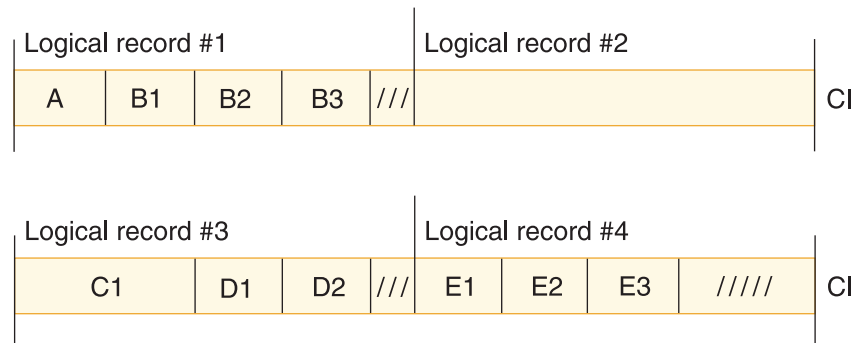 Logical record #1 Logical record #2
A B1 B2 B3 /// CI
Logical record #3 Logical record #4
C1 D1 D2 /// E1 E2 E3 ///// CI